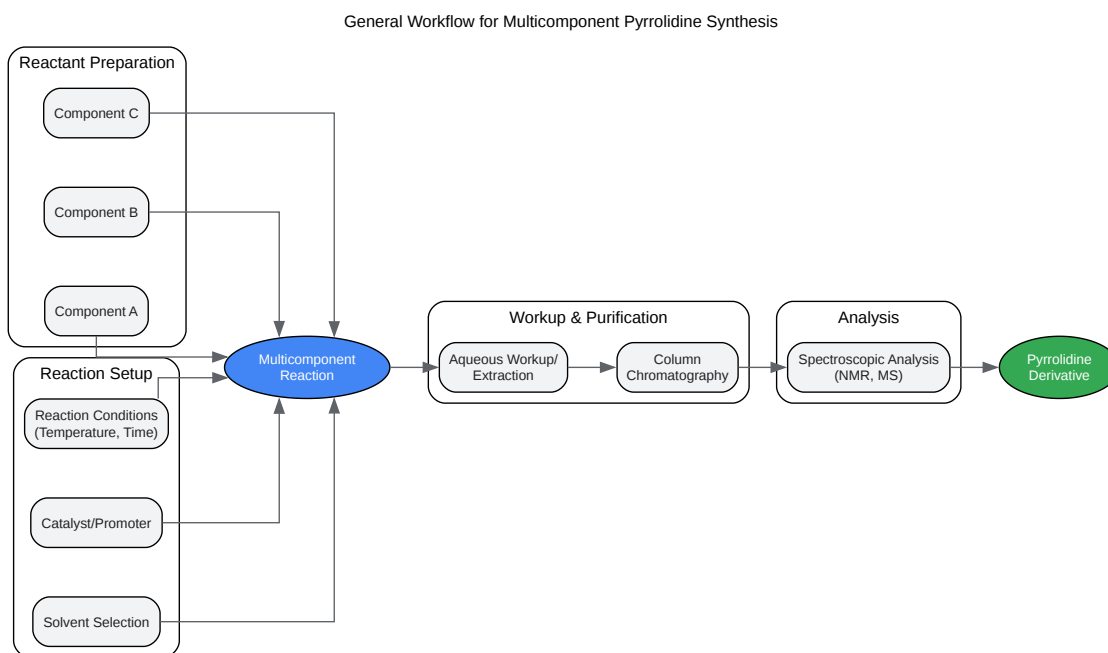 General Workflow for Multicomponent Pyrrolidine Synthesis
Reactant Preparation
Component C
Component B
Component A
Reaction Setup
Reaction Conditions
(Temperature, Time)
Catalyst/Promoter
Solvent Selection
Multicomponent
Reaction
Workup & Purification
Aqueous Workup/
Extraction
Column
Chromatography
Analysis
Spectroscopic Analysis
(NMR, MS)
Pyrrolidine
Derivative